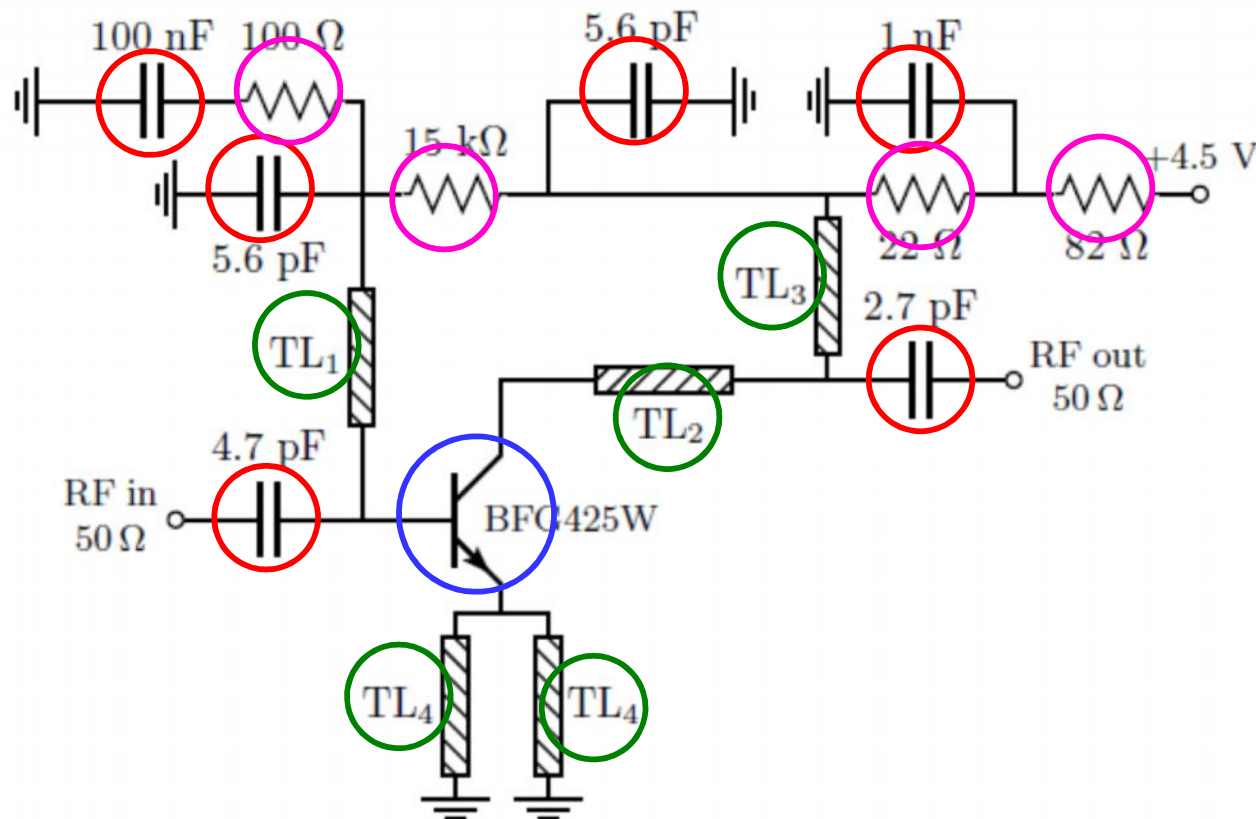 100 nF
100 Ω
5.6 pF
1 nF
15 kΩ
+4.5 V
5.6 pF
22 Ω
82 Ω
TL₃
2.7 pF
TL₁
RF out
50 Ω
TL₂
4.7 pF
RF in
50 Ω
BFG425W
TL₄
TL₄